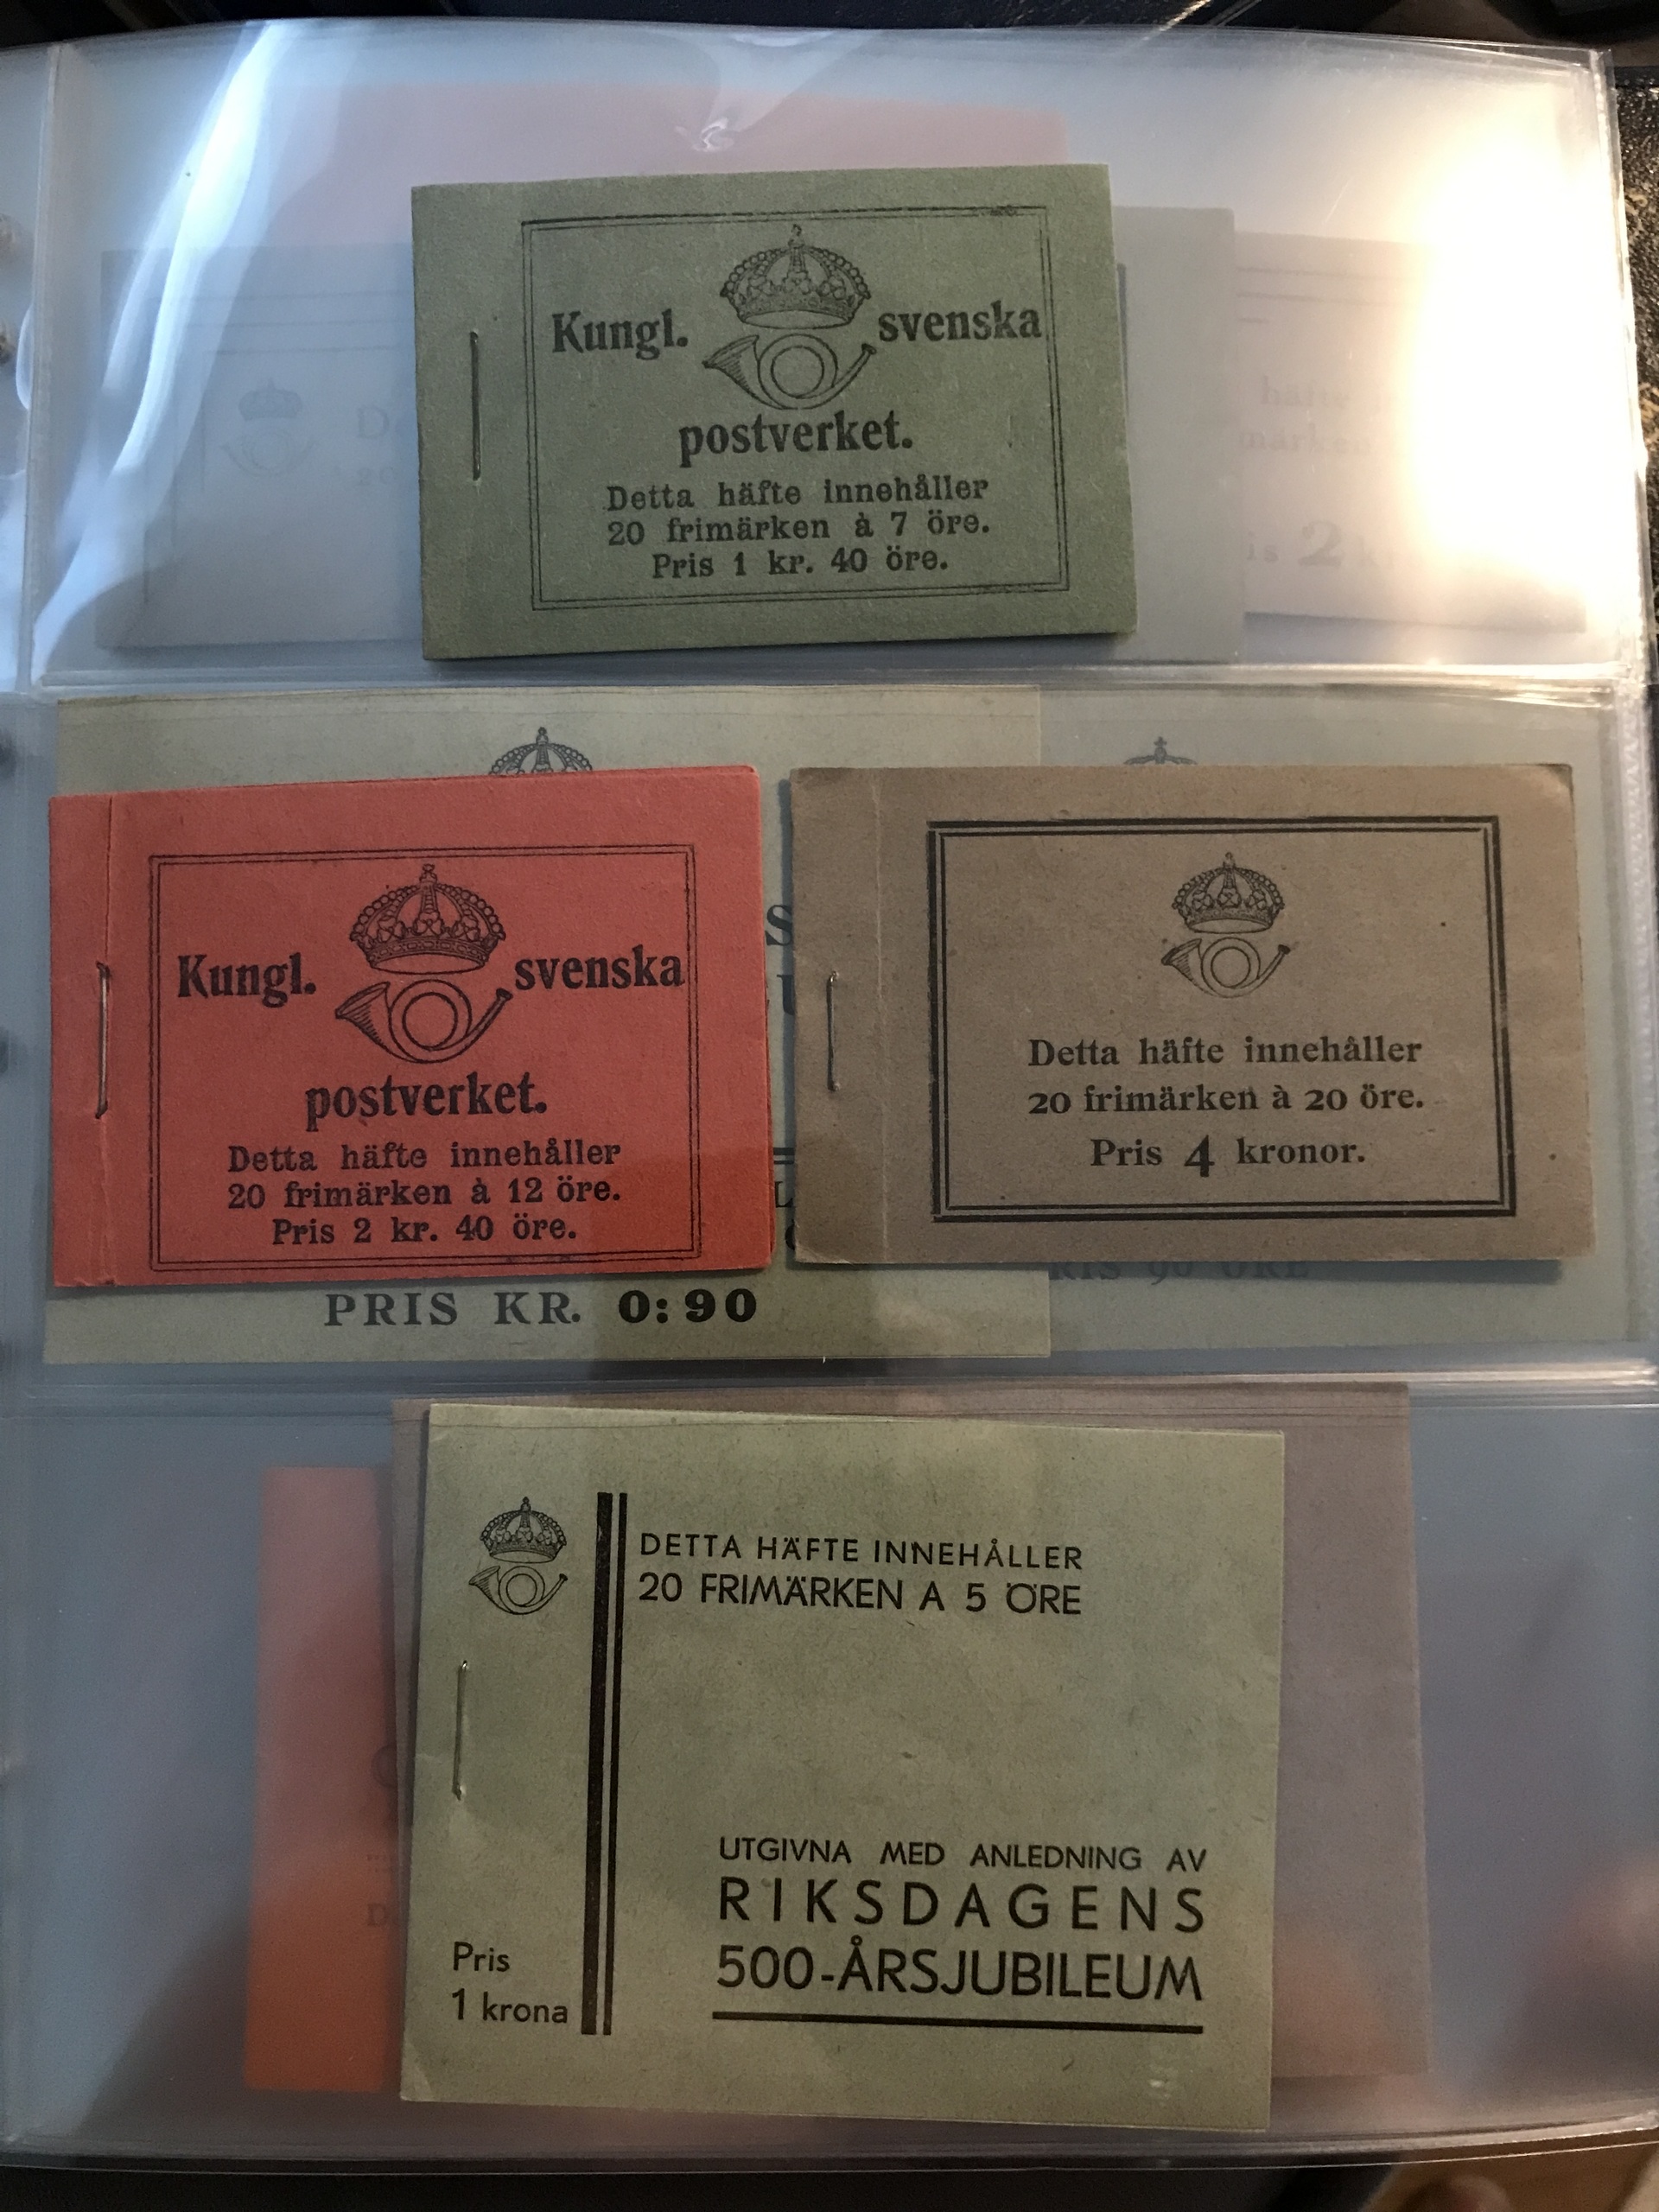 Kungl. svenska
postverket.
Detta häfte innehåller
20 frimärken à 7 öre.
Pris 1 kr. 40 öre.
Kungl. svenska
postverket.
Detta häfte innehåller
20 frimärken à 12 öre.
Pris 2 kr. 40 öre.
Detta häfte innehåller
20 frimärken à 20 öre.
Pris 4 kronor.
PRIS KR. 0:90
RIS 90 ÖRE
DETTA HÄFTE INNEHÅLLER
20 FRIMÄRKEN A 5 ÖRE
UTGIVNA MED ANLEDNING AV
RIKSDAGENS
500-ÅRSJUBILEUM
Pris
1 krona